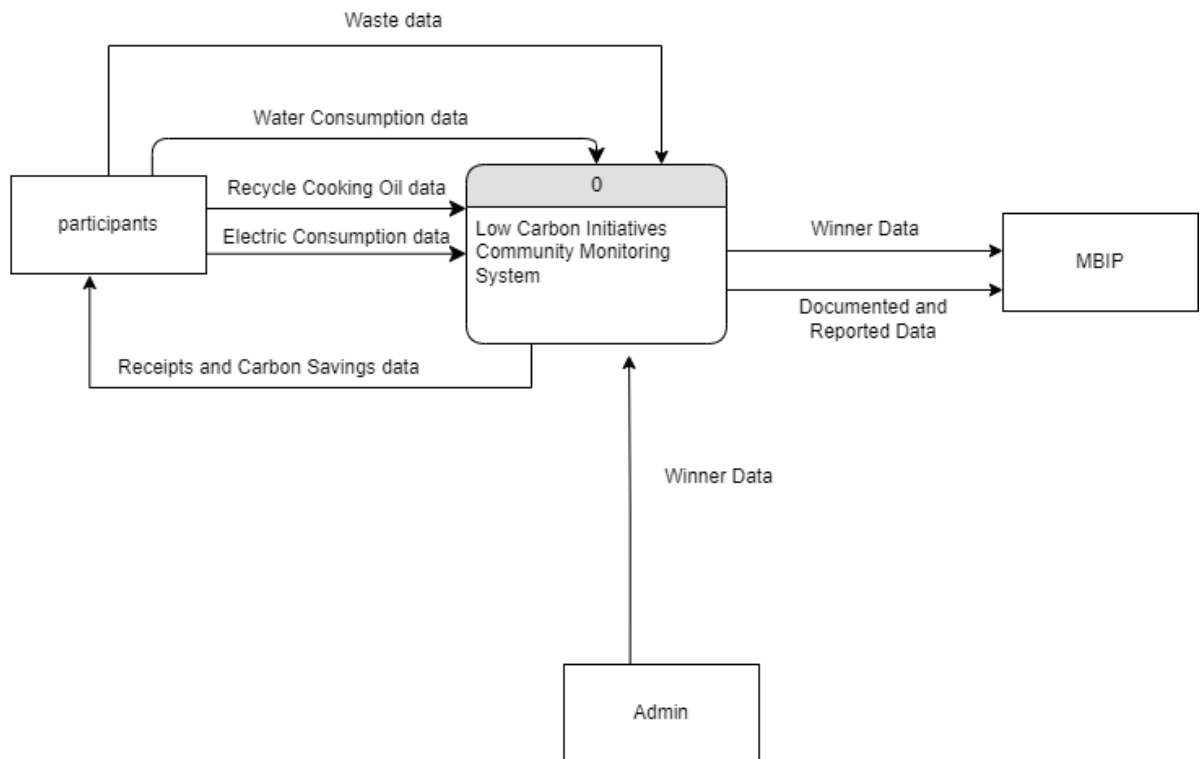 Waste data
Water Consumption data
Recycle Cooking Oil data
Electric Consumption data
participants
0
Low Carbon Initiatives
Community Monitoring
System
Winner Data
MBIP
Documented and
Reported Data
Receipts and Carbon Savings data
Winner Data
Admin